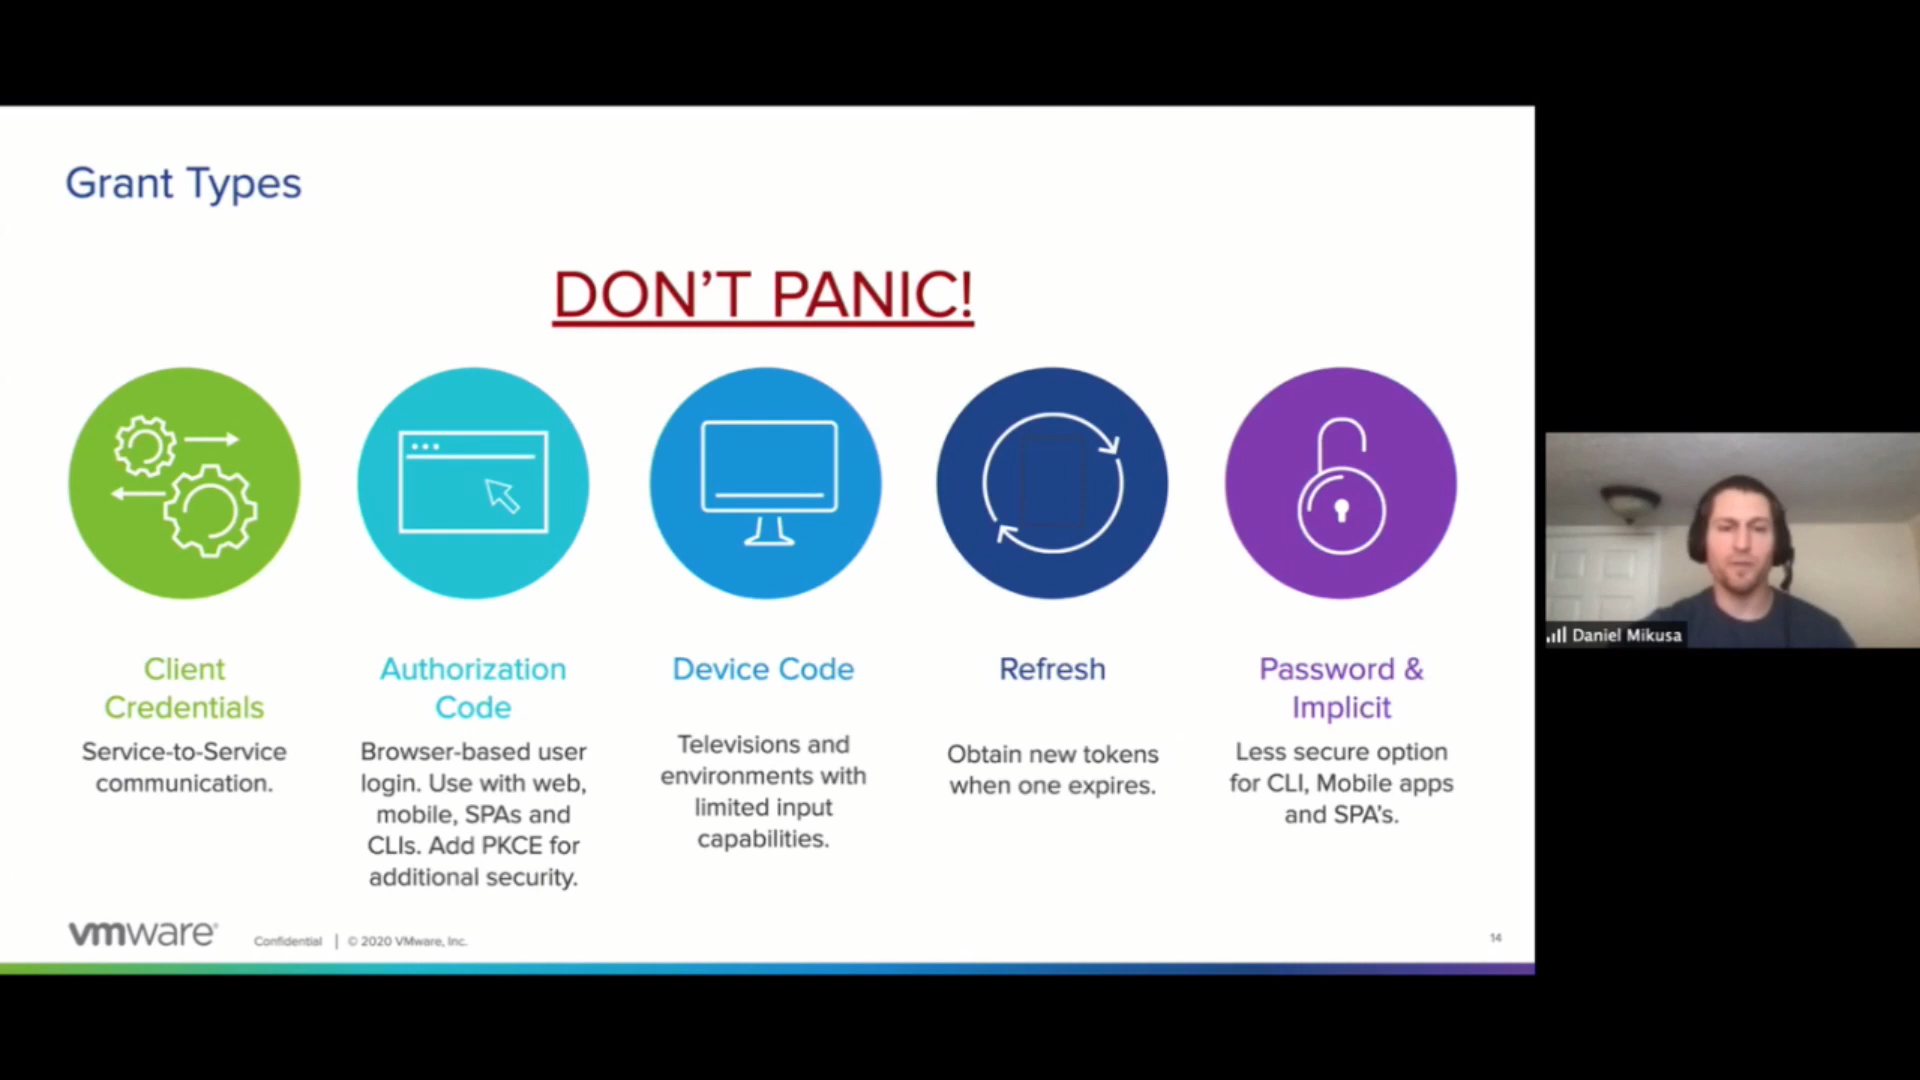 Grant Types
DON'T PANIC!
Client
Credentials
Service-to-Service
communication.
Authorization
Code
Browser-based user
login. Use with web,
mobile, SPAs and
CLIs. Add PKCE for
additional security.
Device Code
Televisions and
environments with
limited input
capabilities.
Refresh
Obtain new tokens
when one expires.
Password &
Implicit
Less secure option
for CLI, Mobile apps
and SPA's.
vmware®
Confidential | © 2020 VMware, Inc.
14
Daniel Mikusa